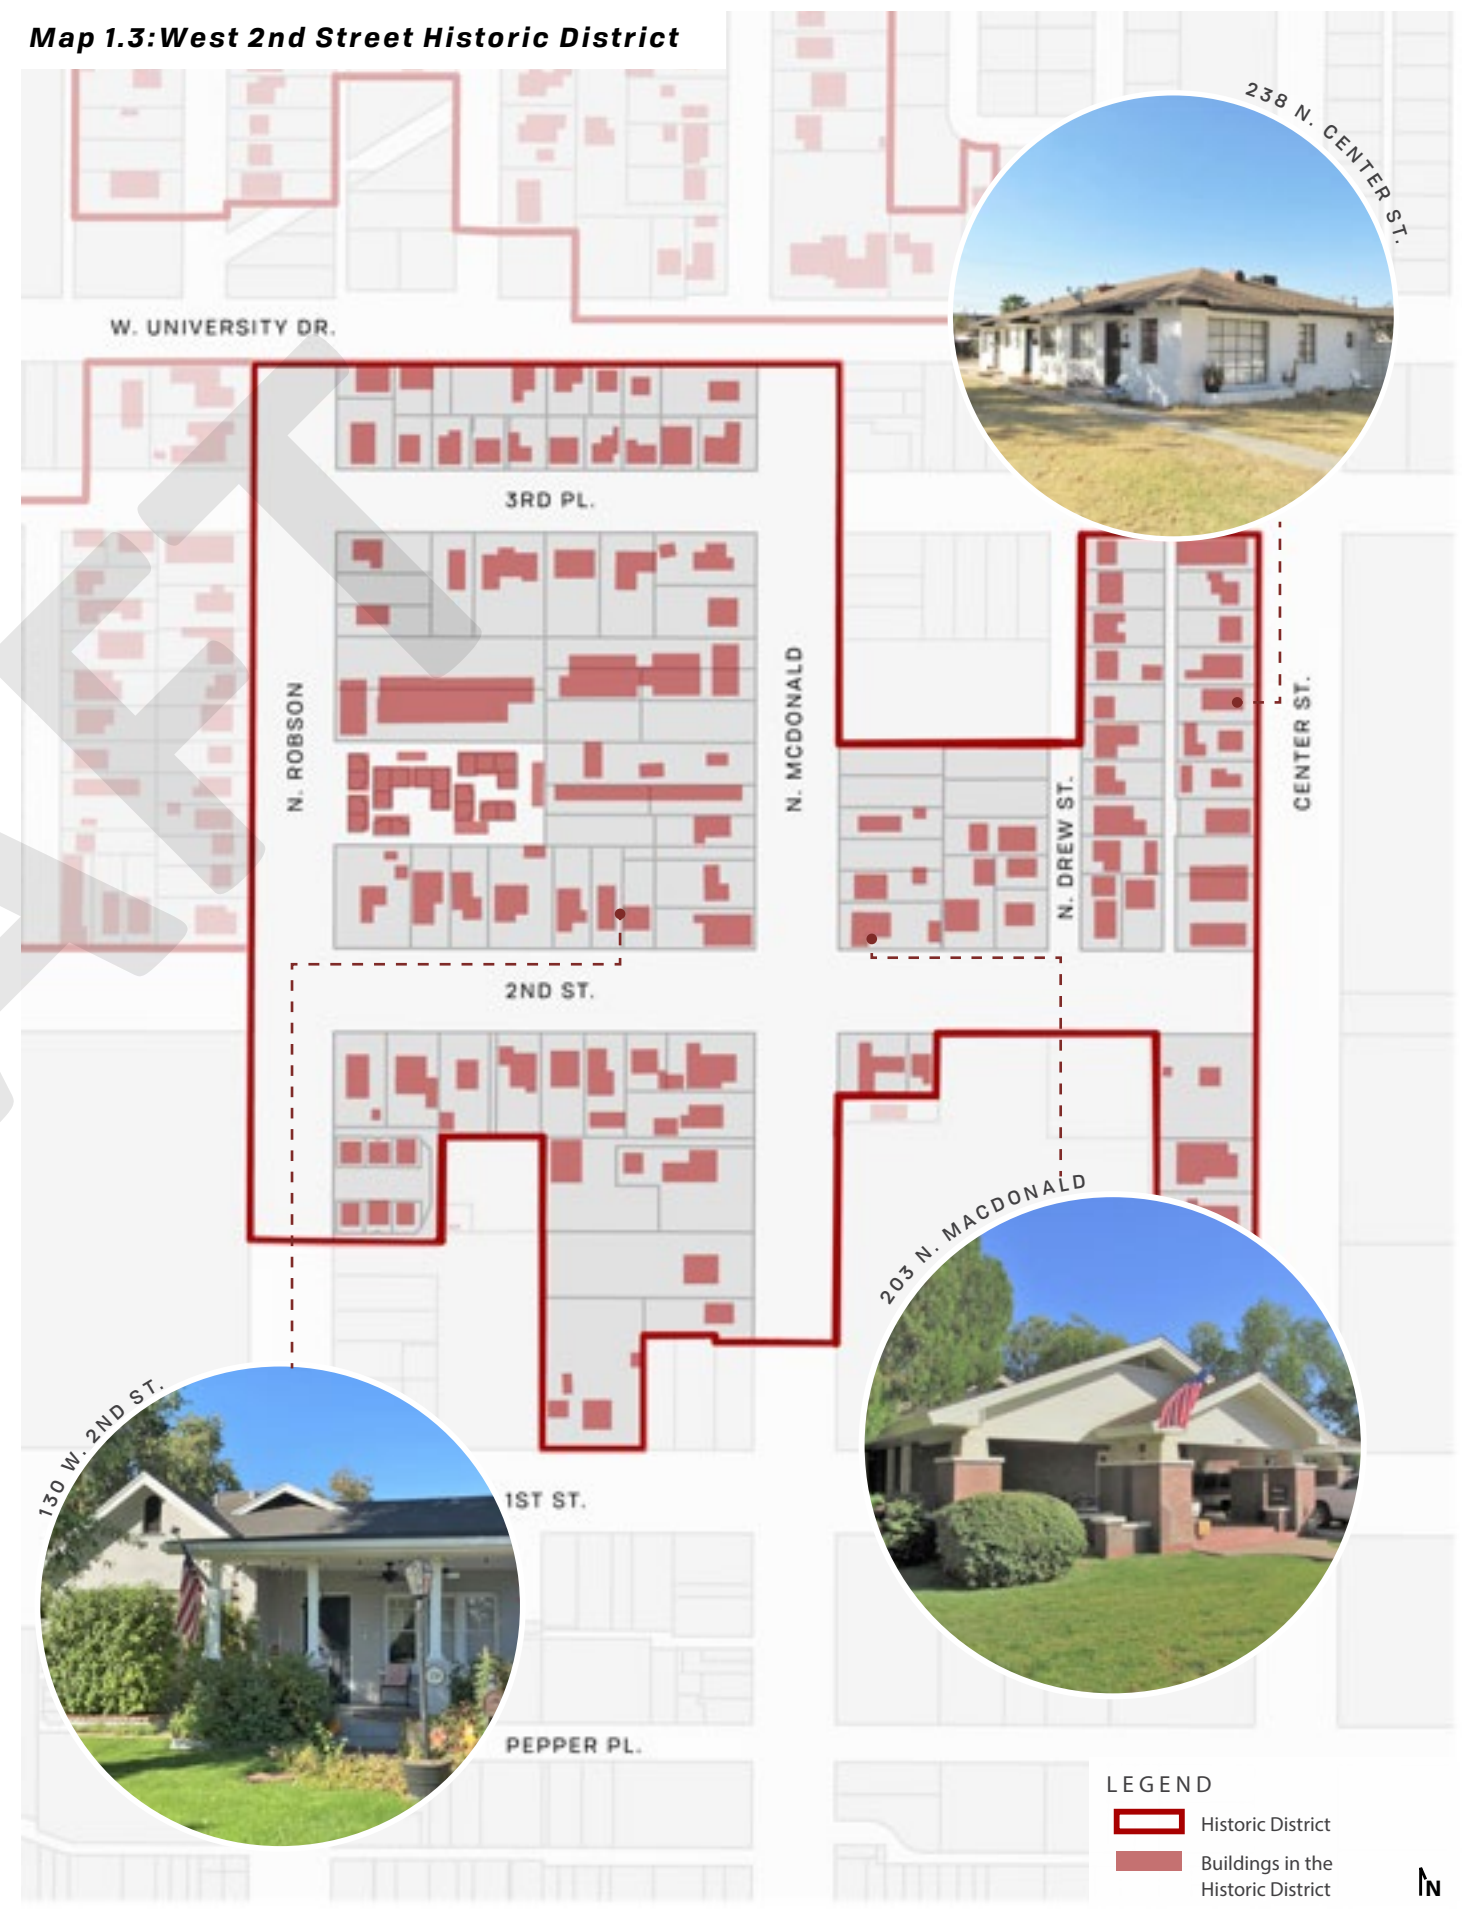 Map 1.3:West 2nd Street Historic District
238 N. CENTER ST.
W. UNIVERSITY DR.
3RD PL.
N. ROBSON
N. MCDONALD
N. DREW ST.
CENTER ST.
2ND ST.
203 N. MACDONALD
130 W. 2ND ST.
1ST ST.
PEPPER PL.
LEGEND
Historic District
Buildings in the
Historic District
N
AFT